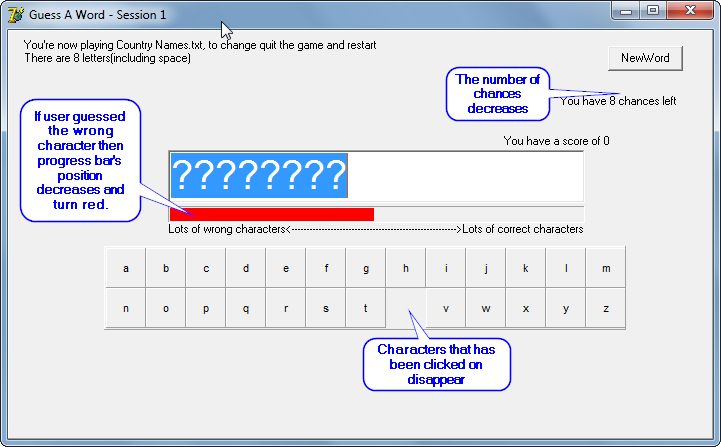 Guess A Word - Session 1
You're now playing Country Names.txt, to change quit the game and restart
There are 8 letters(including space)
NewWord
The number of
chances
decreases
You have 8 chances left
If user guessed
the wrong
character then
progress bar's
position
decreases and
turn red.
You have a score of 0
????????
Lots of wrong characters<----------------------------------------------------->Lots of correct characters
a b c d e f g h i j k l m
n o p q r s t v w x y z
Characters that has
been clicked on
disappear